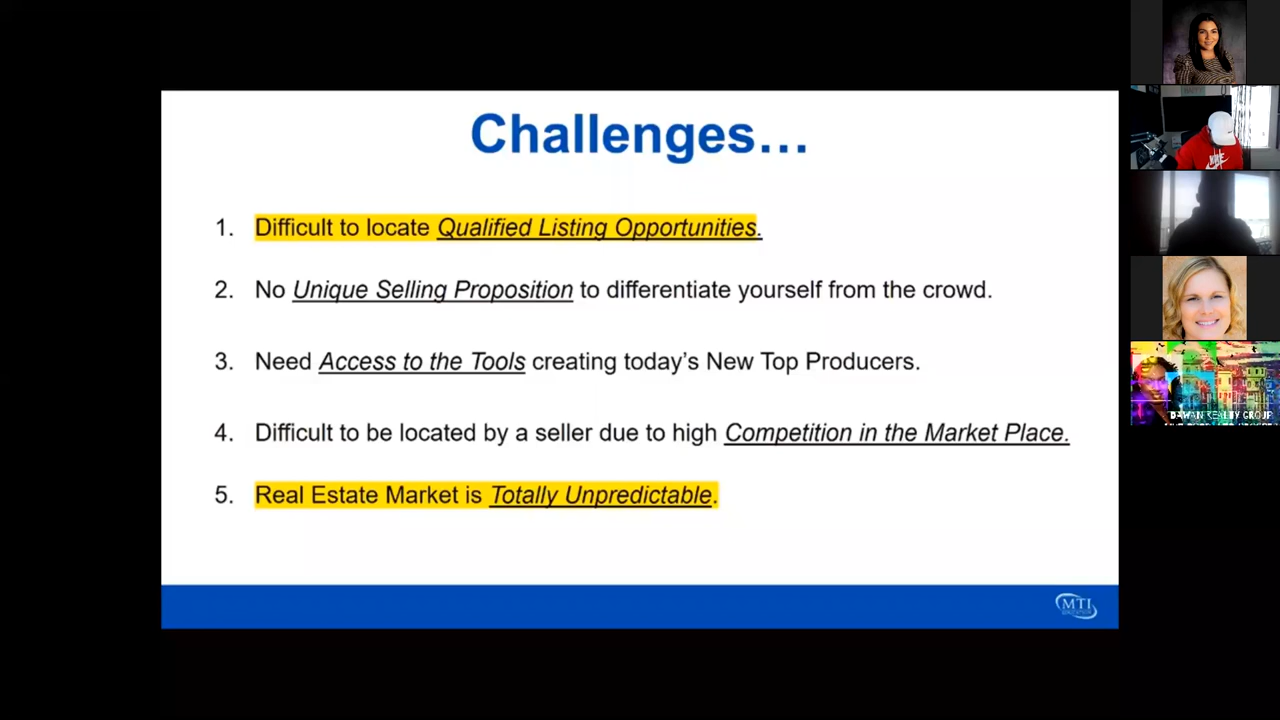 Challenges…
1. Difficult to locate Qualified Listing Opportunities.
2. No Unique Selling Proposition to differentiate yourself from the crowd.
3. Need Access to the Tools creating today's New Top Producers.
4. Difficult to be located by a seller due to high Competition in the Market Place.
5. Real Estate Market is Totally Unpredictable.
MTI
DAWAN REALTY GROUP